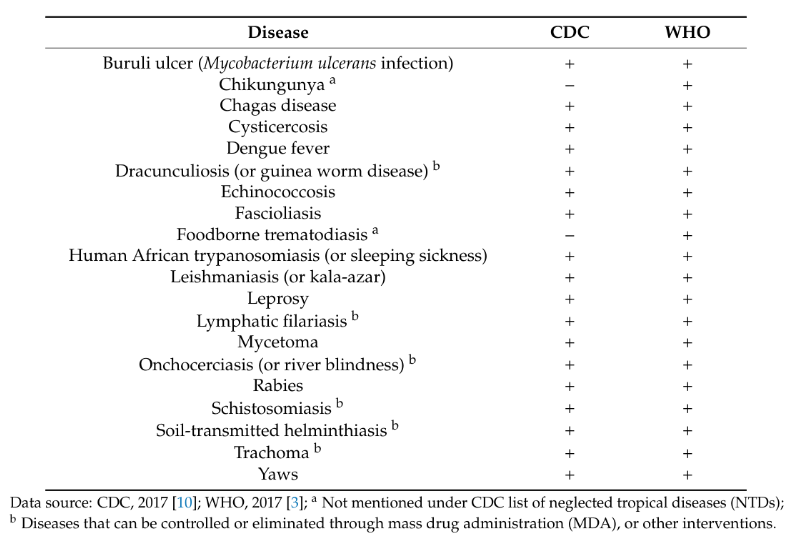 Disease CDC WHO
Buruli ulcer (Mycobacterium ulcerans infection) + +
Chikungunya a – +
Chagas disease + +
Cysticercosis + +
Dengue fever + +
Dracunculiosis (or guinea worm disease) b + +
Echinococcosis + +
Fascioliasis + +
Foodborne trematodiasis a – +
Human African trypanosomiasis (or sleeping sickness) + +
Leishmaniasis (or kala-azar) + +
Leprosy + +
Lymphatic filariasis b + +
Mycetoma + +
Onchocerciasis (or river blindness) b + +
Rabies + +
Schistosomiasis b + +
Soil-transmitted helminthiasis b + +
Trachoma b + +
Yaws + +
Data source: CDC, 2017 [10]; WHO, 2017 [3]; a Not mentioned under CDC list of neglected tropical diseases (NTDs);
b Diseases that can be controlled or eliminated through mass drug administration (MDA), or other interventions.